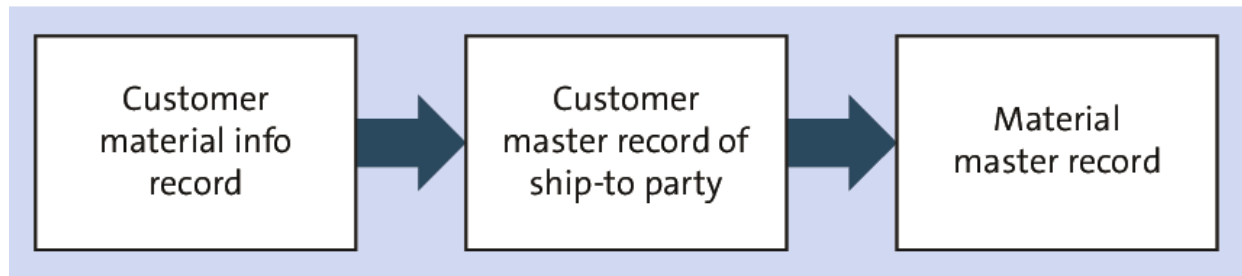 Customer
material info
record
Customer
master record of
ship-to party
Material
master record